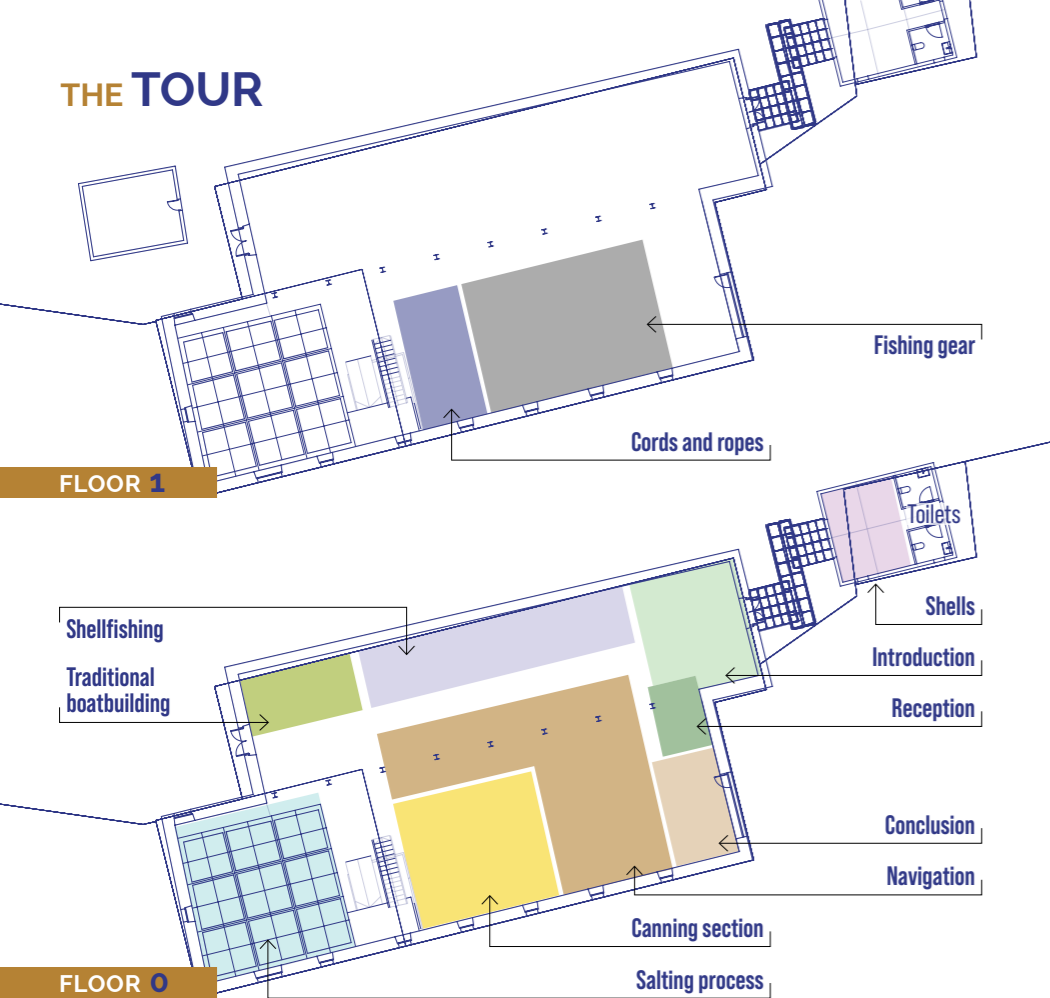 THE TOUR
Fishing gear
Cords and ropes
FLOOR 1
Toilets
Shells
Shellfishing
Introduction
Traditional
boatbuilding
Reception
Conclusion
Navigation
Canning section
Salting process
FLOOR 0